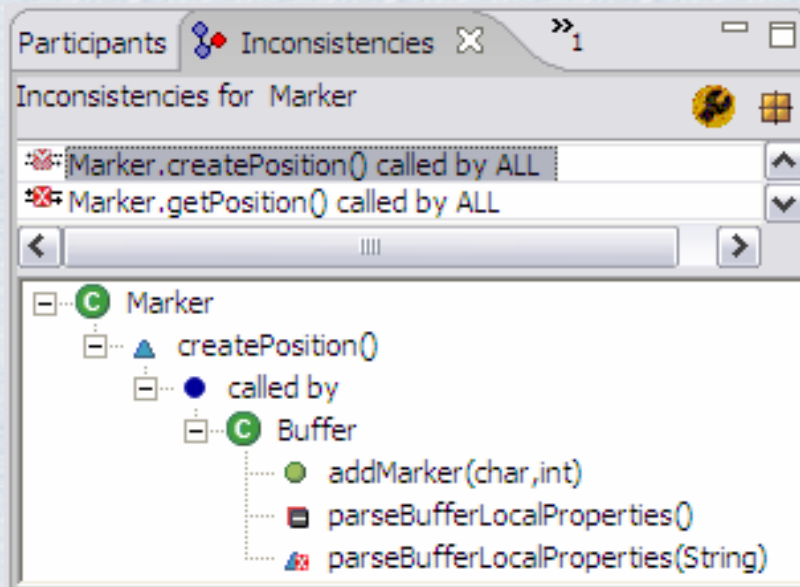 Participants Inconsistencies »1
Inconsistencies for Marker
Marker.createPosition() called by ALL
Marker.getPosition() called by ALL
C Marker
createPosition()
called by
C Buffer
addMarker(char,int)
parseBufferLocalProperties()
parseBufferLocalProperties(String)